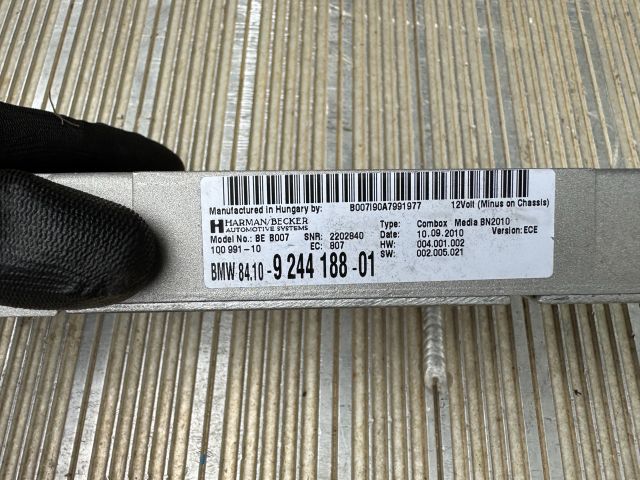 Manufactured in Hungary by: B007I90A7991977 12Volt (Minus on Chassis)
HARMAN/BECKER
AUTOMOTIVE SYSTEMS
Type: Combox Media BN2010
Model No.: BE B007 SNR: 2202840 Date: 10.09.2010 Version: ECE
100 991-10 EC: 807 HW: 004.001.002
SW: 002.005.021
BMW 84.10-9 244 188-01